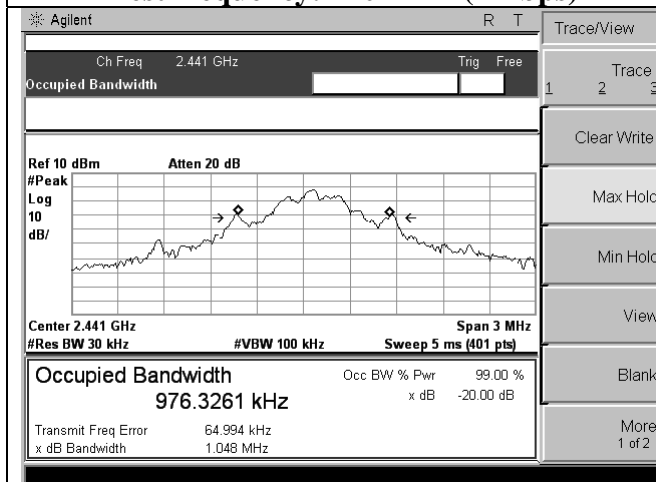 Agilent R T
Ch Freq 2.441 GHz Trig Free
Occupied Bandwidth
Ref 10 dBm Atten 20 dB
#Peak
Log
10
dB/
Center 2.441 GHz Span 3 MHz
#Res BW 30 kHz #VBW 100 kHz Sweep 5 ms (401 pts)
Occupied Bandwidth Occ BW % Pwr 99.00 %
976.3261 kHz x dB -20.00 dB
Transmit Freq Error 64.994 kHz
x dB Bandwidth 1.048 MHz
Trace/View
Trace
1 2 3
Clear Write
Max Hold
Min Hold
View
Blank
More
1 of 2